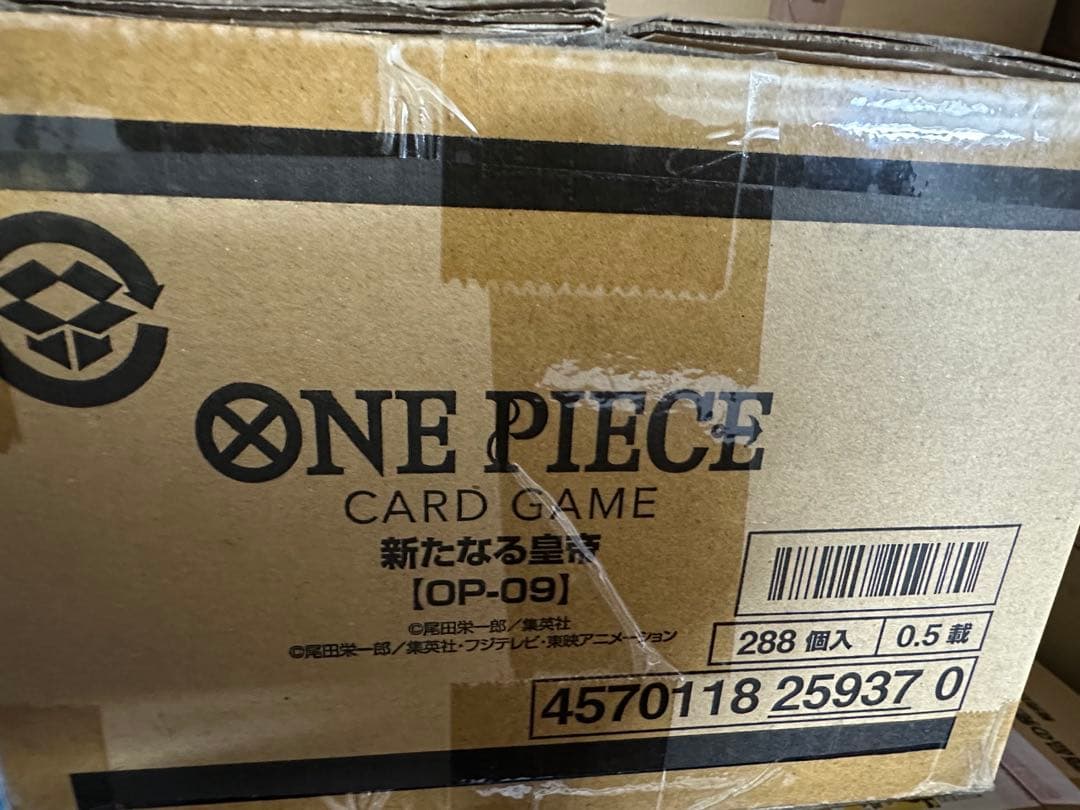 ONE PIECE
CARD GAME
新たなる皇帝
【OP-09】
©尾田栄一郎／集英社
©尾田栄一郎／集英社・フジテレビ・東映アニメーション
288 個入 0.5 載
4570118 25937 0